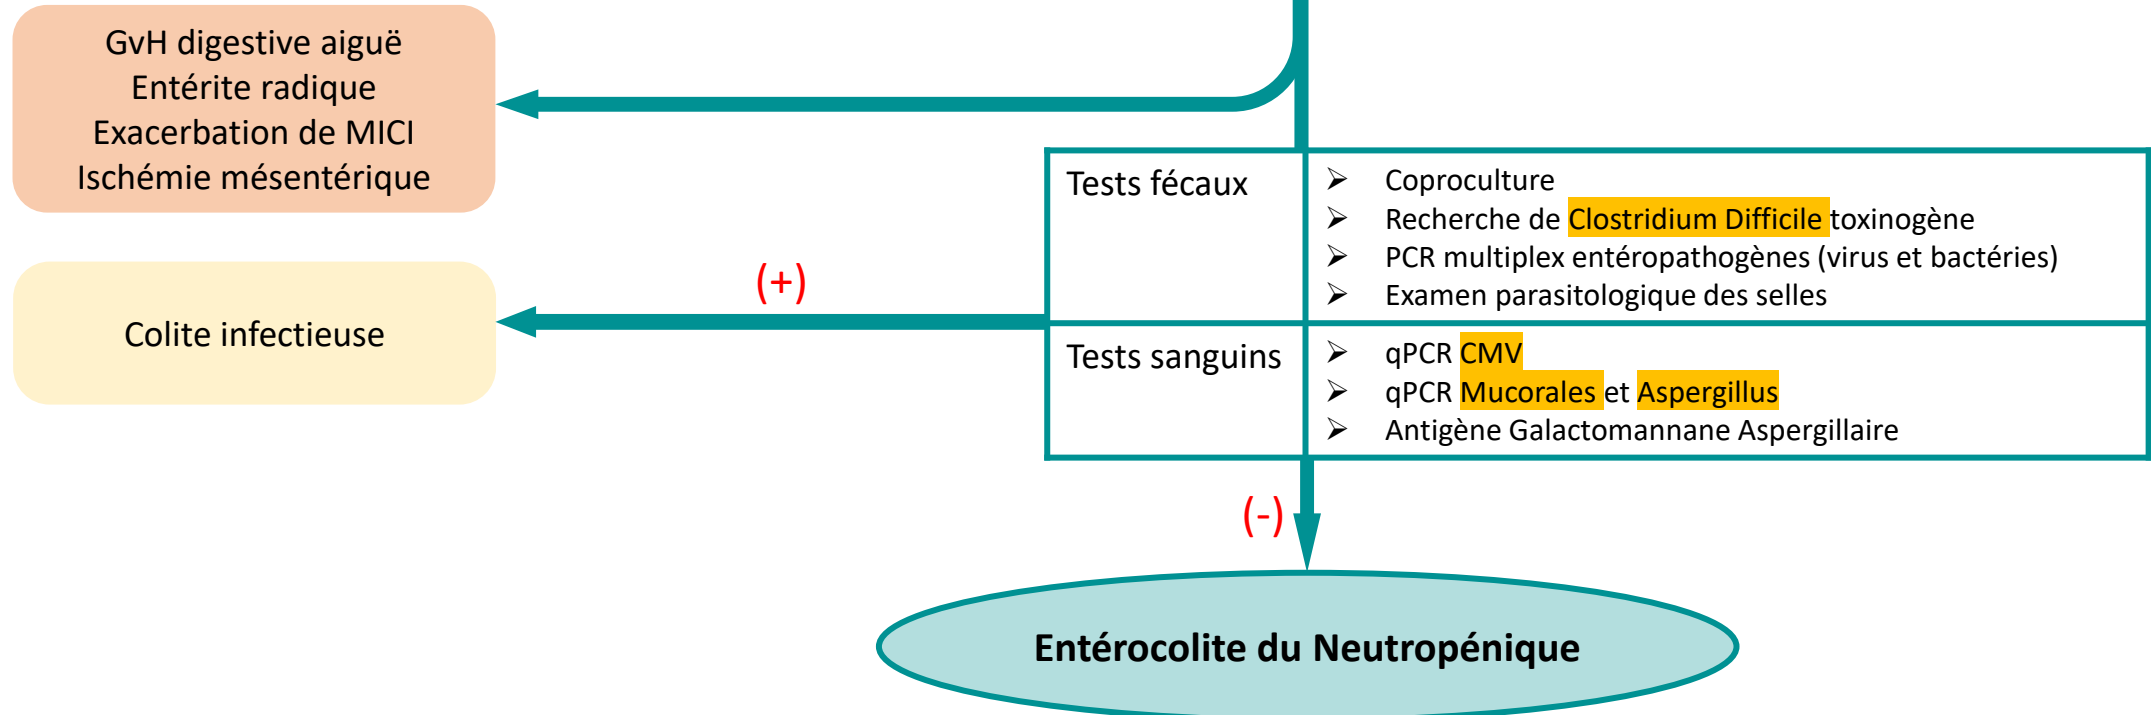 GvH digestive aiguë
Entérite radique
Exacerbation de MICI
Ischémie mésentérique
Tests fécaux
➢ Coproculture
➢ Recherche de Clostridium Difficile toxinogène
➢ PCR multiplex entéropathogènes (virus et bactéries)
➢ Examen parasitologique des selles
(+)
Colite infectieuse
Tests sanguins
➢ qPCR CMV
➢ qPCR Mucorales et Aspergillus
➢ Antigène Galactomannane Aspergillaire
(-)
Entérocolite du Neutropénique